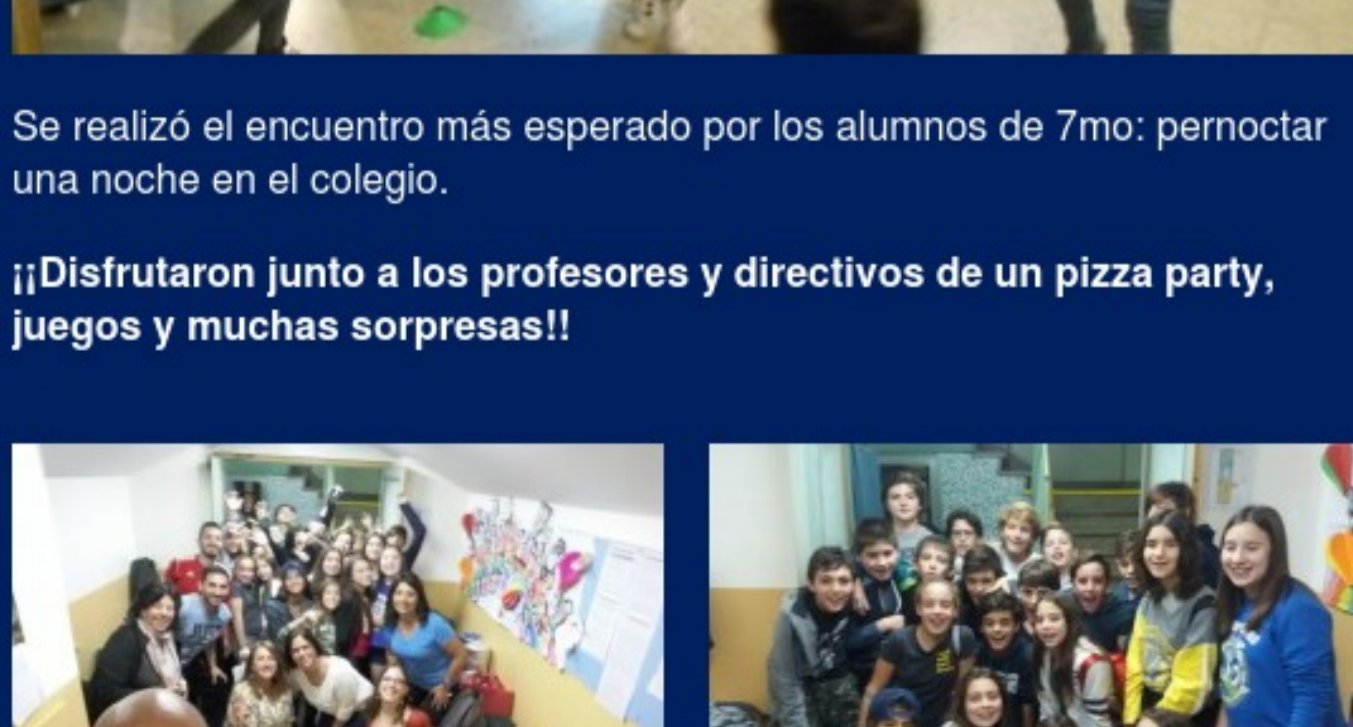 Se realizó el encuentro más esperado por los alumnos de 7mo: pernoctar
una noche en el colegio.
¡¡Disfrutaron junto a los profesores y directivos de un pizza party,
juegos y muchas sorpresas!!